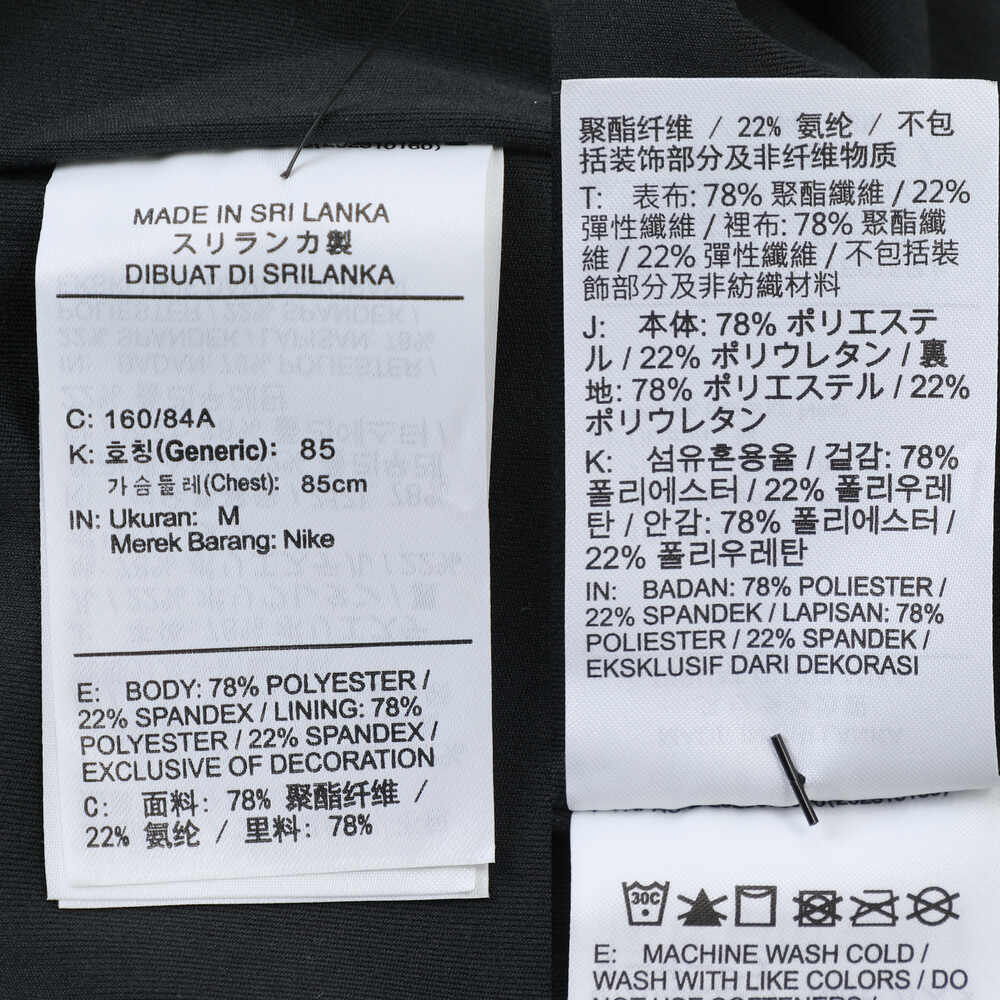 MADE IN SRI LANKA
スリランカ製
DIBUAT DI SRILANKA
C: 160/84A
K: 호칭(Generic): 85
가슴둘레(Chest): 85cm
IN: Ukuran: M
Merek Barang: Nike
E: BODY: 78% POLYESTER /
22% SPANDEX / LINING: 78%
POLYESTER / 22% SPANDEX /
EXCLUSIVE OF DECORATION
C: 面料: 78% 聚酯纤维 /
22% 氨纶 / 里料: 78%
聚酯纤维 / 22% 氨纶 / 不包
括装饰部分及非纤维物质
T: 表布: 78% 聚酯纖維 / 22%
彈性纖維 / 裡布: 78% 聚酯纖
維 / 22% 彈性纖維 / 不包括裝
飾部分及非紡織材料
J: 本体: 78% ポリエステ
ル / 22% ポリウレタン / 裏
地: 78% ポリエステル / 22%
ポリウレタン
K: 섬유혼용율 / 겉감: 78%
폴리에스터 / 22% 폴리우레
탄 / 안감: 78% 폴리에스터 /
22% 폴리우레탄
IN: BADAN: 78% POLIESTER /
22% SPANDEK / LAPISAN: 78%
POLIESTER / 22% SPANDEK /
EKSKLUSIF DARI DEKORASI
30C
E: MACHINE WASH COLD /
WASH WITH LIKE COLORS / DO